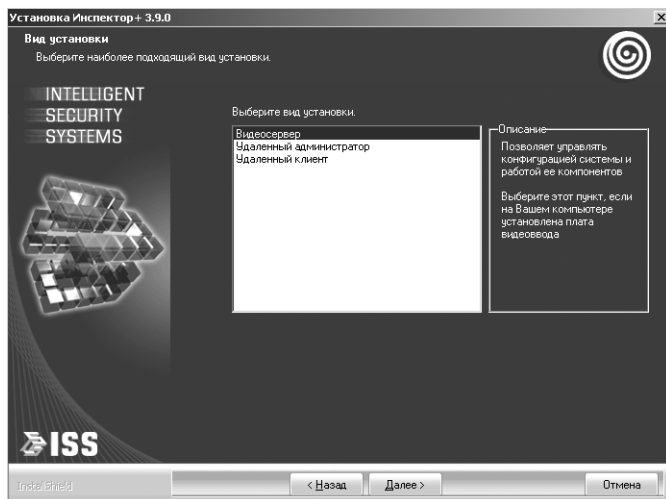 Установка Инспектор+ 3.9.0
Вид установки
Выберите наиболее подходящий вид установки.
INTELLIGENT
SECURITY
SYSTEMS
Выберите вид установки.
Видеосервер
Удаленный администратор
Удаленный клиент
Описание
Позволяет управлять
конфигурацией системы и
работой ее компонентов
Выберите этот пункт, если
на Вашем компьютере
установлена плата
видеоввода
ISS
InstallShield
< Назад
Далее >
Отмена